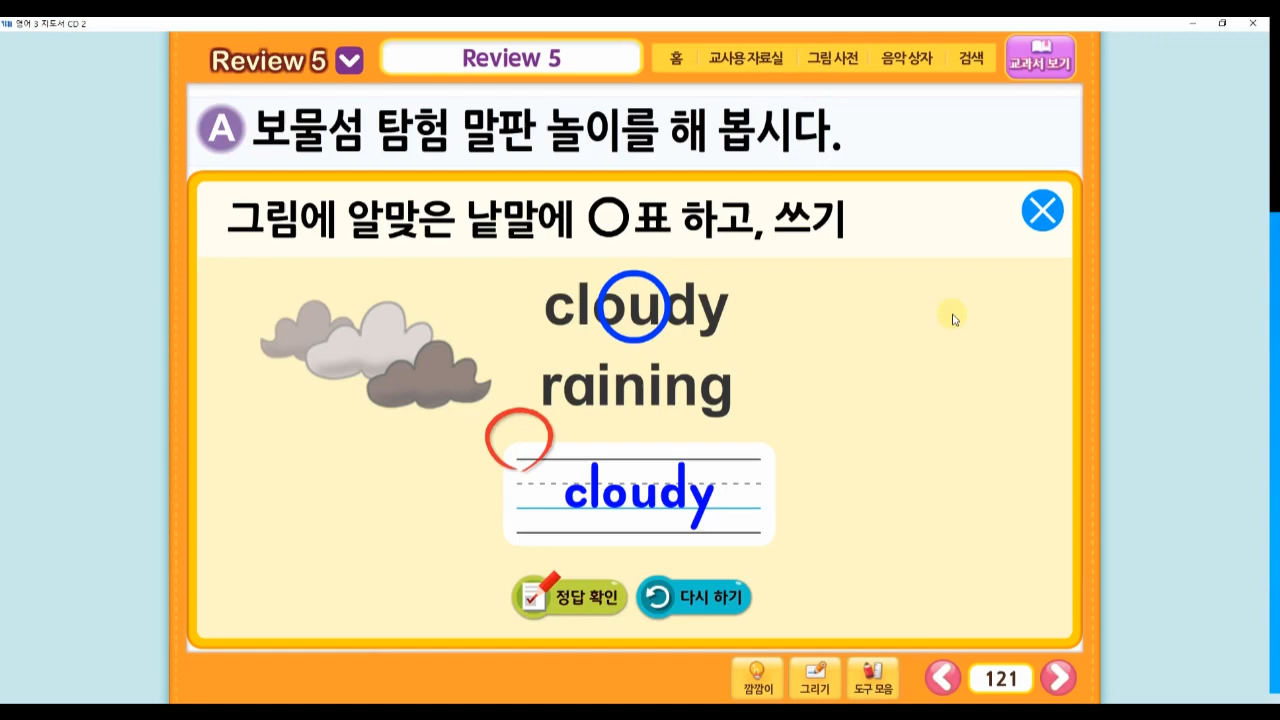 영어 3 지도서 CD 2
Review 5
Review 5
홈 교사용 자료실 그림 사전 음악 상자 검색
교과서 보기
A 보물섬 탐험 말판 놀이를 해 봅시다.
그림에 알맞은 낱말에 ○표 하고, 쓰기
cloudy
raining
cloudy
정답 확인
다시 하기
깜깜이
그리기
도구 모음
121